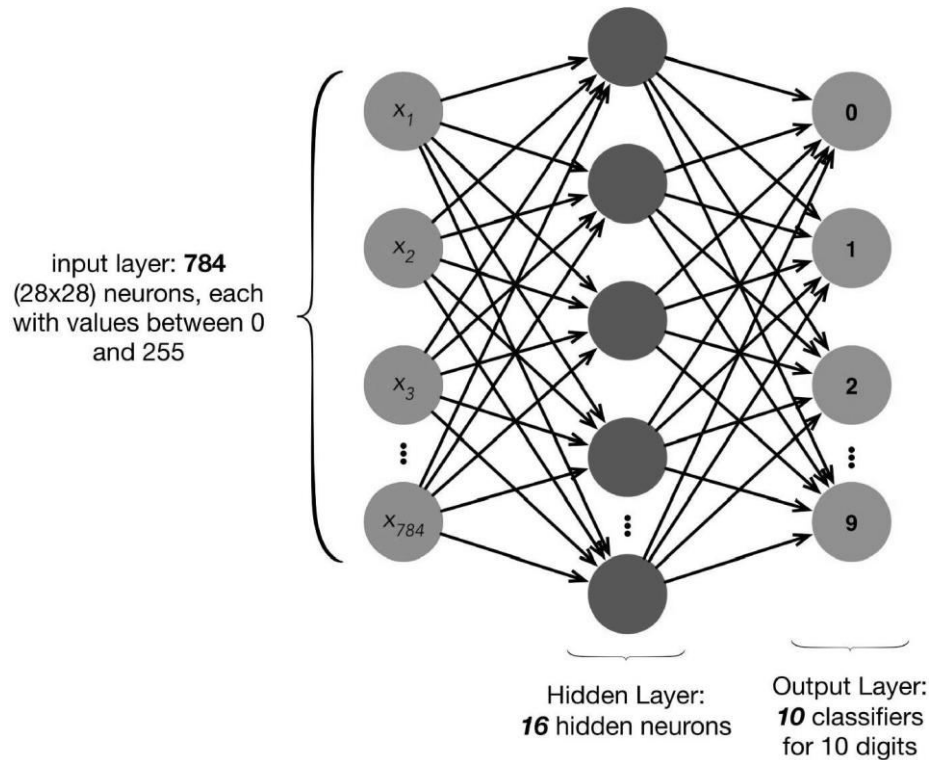 input layer: 784
(28x28) neurons, each
with values between 0
and 255
x1
x2
x3
x784
0
1
2
9
Hidden Layer:
16 hidden neurons
Output Layer:
10 classifiers
for 10 digits